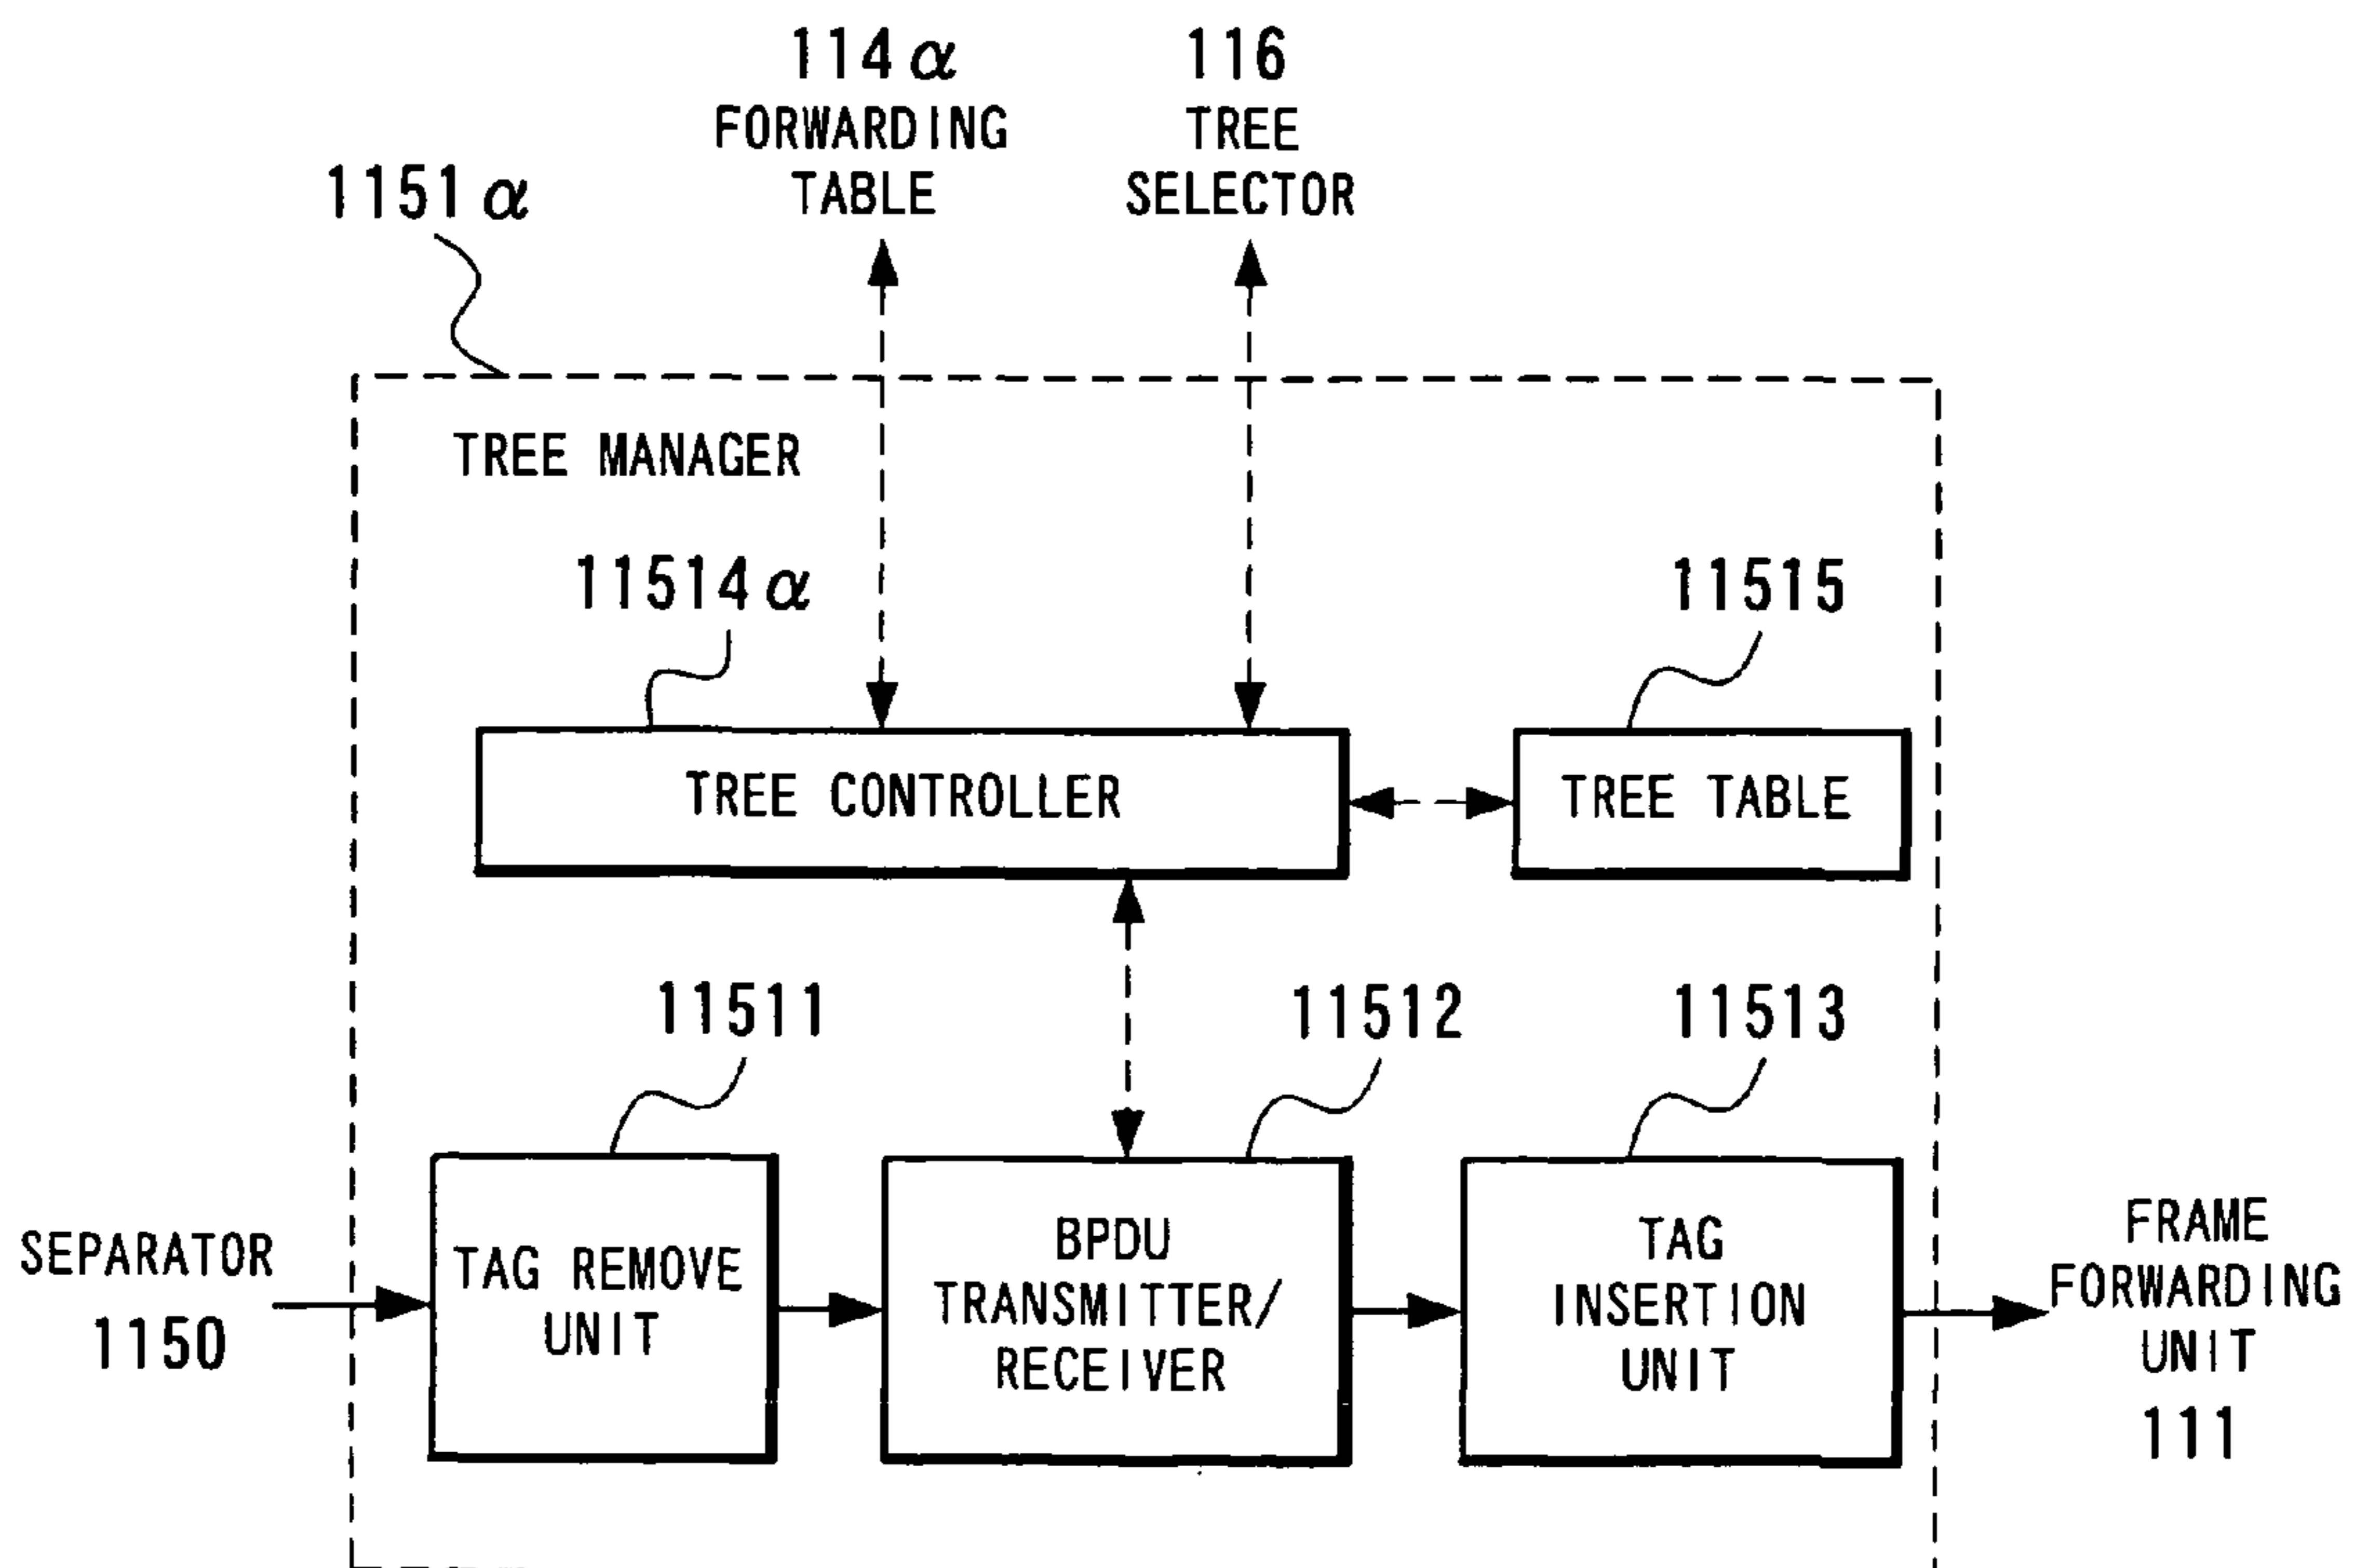 114α
FORWARDING
TABLE
116
TREE
SELECTOR
1151α
TREE MANAGER
11514α
11515
TREE CONTROLLER
TREE TABLE
11511
11512
11513
SEPARATOR
1150
TAG REMOVE
UNIT
BPDU
TRANSMITTER/
RECEIVER
TAG
INSERTION
UNIT
FRAME
FORWARDING
UNIT
111